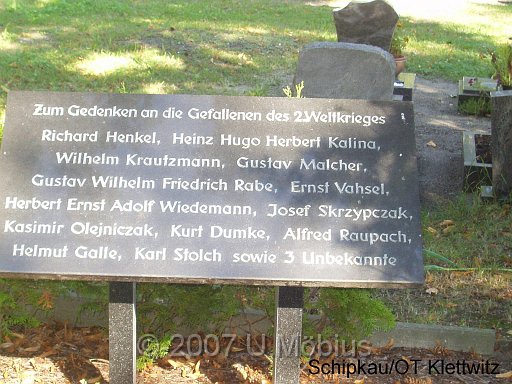 Zum Gedenken an die Gefallenen des 2.Weltkrieges
Richard Henkel, Heinz Hugo Herbert Kalina,
Wilhelm Krautzmann, Gustav Malcher,
Gustav Wilhelm Friedrich Rabe, Ernst Vahsel,
Herbert Ernst Adolf Wiedemann, Josef Skrzypczak,
Kasimir Olejniczak, Kurt Dumke, Alfred Raupach,
Helmut Galle, Karl Stolch sowie 3 Unbekannte
© 2007 U Möbius
Schipkau/OT Klettwitz